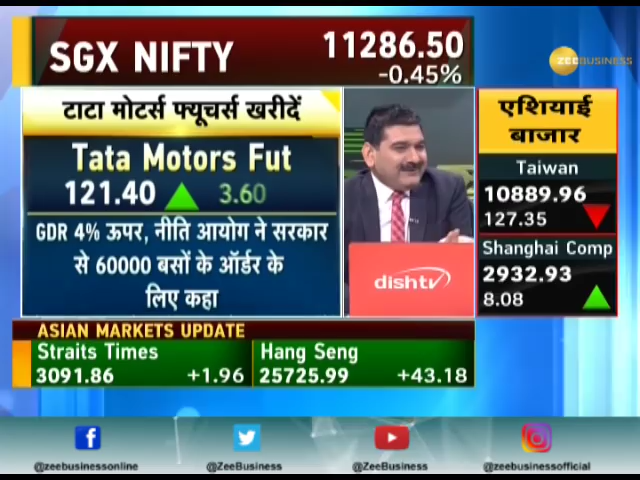 SGX NIFTY
11286.50
-0.45%
ZEEBUSINESS
टाटा मोटर्स फ्यूचर्स खरीदें
Tata Motors Fut
121.40 3.60
GDR 4% ऊपर, नीति आयोग ने सरकार
से 60000 बसों के ऑर्डर के
लिए कहा
dishtv
एशियाई
बाजार
Taiwan
10889.96
127.35
Shanghai Comp
2932.93
8.08
ASIAN MARKETS UPDATE
Straits Times
3091.86 +1.96
Hang Seng
25725.99 +43.18
@zeebusinessonline
@ZeeBusiness
@ZeeBusiness
@zeebusinessofficial